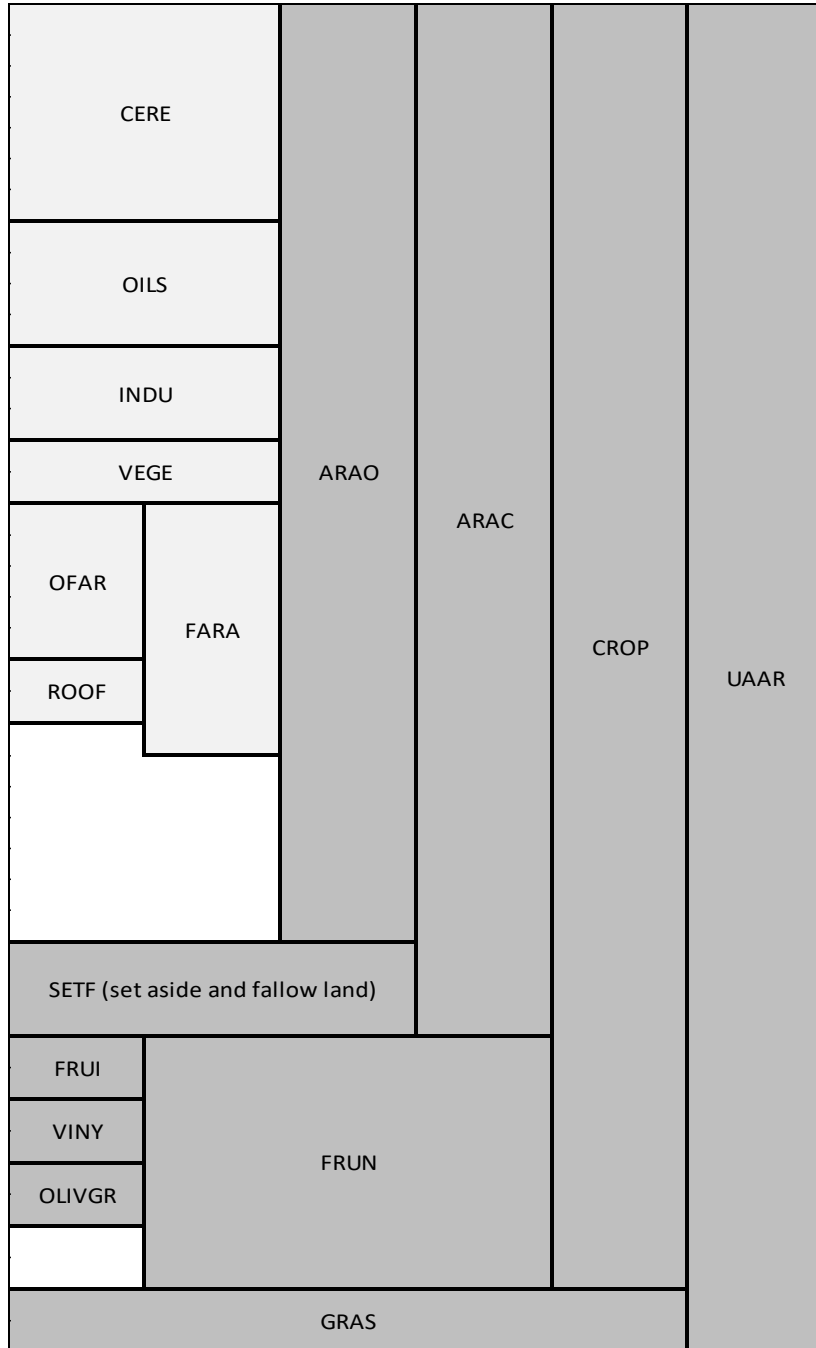 CERE
OILS
INDU
VEGE
ARAO
ARAC
OFAR
FARA
CROP
UAAR
ROOF
SETF (set aside and fallow land)
FRUI
VINY
FRUN
OLIVGR
GRAS